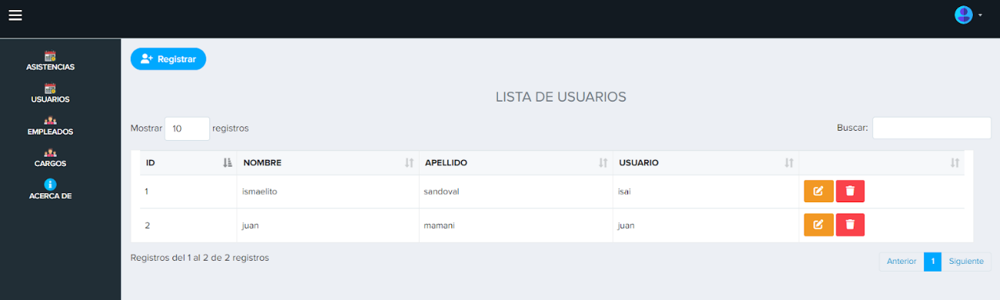 ASISTENCIAS
USUARIOS
EMPLEADOS
CARGOS
ACERCA DE
Registrar
LISTA DE USUARIOS
Mostrar 10 registros Buscar:
ID NOMBRE APELLIDO USUARIO
1 ismaelito sandoval isai
2 juan mamani juan
Registros del 1 al 2 de 2 registros Anterior 1 Siguiente